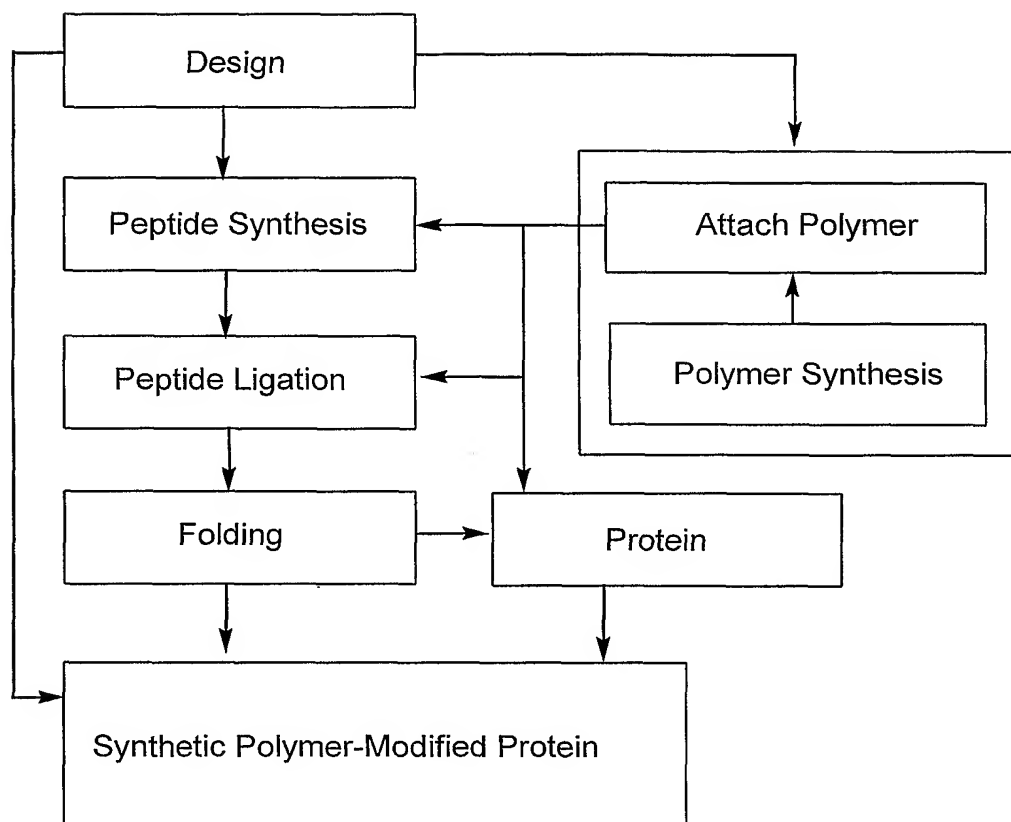 Design
Peptide Synthesis
Attach Polymer
Peptide Ligation
Polymer Synthesis
Folding
Protein
Synthetic Polymer-Modified Protein